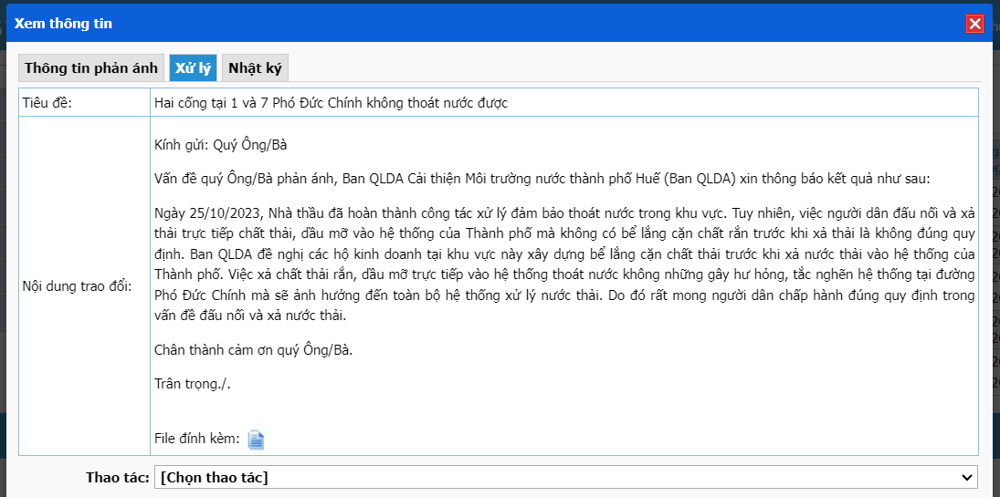 Xem thông tin
Thông tin phản ánh Xử lý Nhật ký
Tiêu đề: Hai cống tại 1 và 7 Phó Đức Chính không thoát nước được
Kính gửi: Quý Ông/Bà
Vấn đề quý Ông/Bà phản ánh, Ban QLDA Cải thiện Môi trường nước thành phố Huế (Ban QLDA) xin thông báo kết quả như sau:
Ngày 25/10/2023, Nhà thầu đã hoàn thành công tác xử lý đảm bảo thoát nước trong khu vực. Tuy nhiên, việc người dân đấu nối và xả
thải trực tiếp chất thải, dầu mỡ vào hệ thống của Thành phố mà không có bể lắng cặn chất rắn trước khi xả thải là không đúng quy
định. Ban QLDA đề nghị các hộ kinh doanh tại khu vực này xây dựng bể lắng cặn chất thải trước khi xả nước thải vào hệ thống của
Thành phố. Việc xả chất thải rắn, dầu mỡ trực tiếp vào hệ thống thoát nước không những gây hư hỏng, tắc nghẽn hệ thống tại đường
Nội dung trao đổi:
Phó Đức Chính mà sẽ ảnh hưởng đến toàn bộ hệ thống xử lý nước thải. Do đó rất mong người dân chấp hành đúng quy định trong
vấn đề đấu nối và xả nước thải.
Chân thành cảm ơn quý Ông/Bà.
Trân trọng./.
File đính kèm:
Thao tác: [Chọn thao tác]